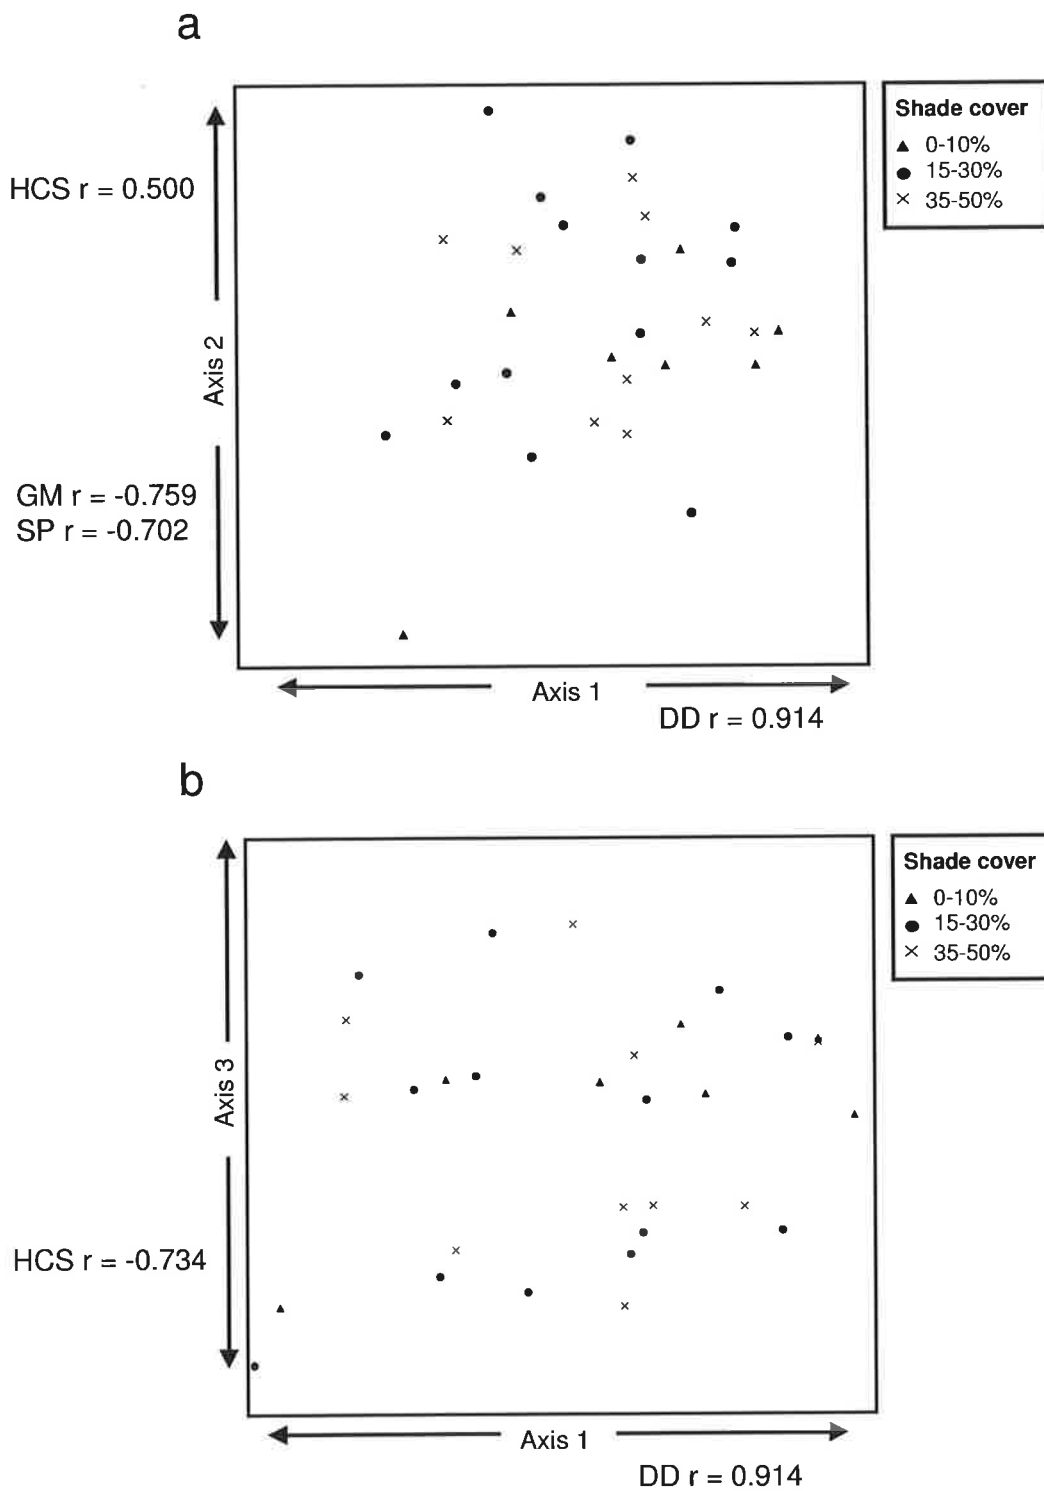 a
Shade cover
0-10%
15-30%
35-50%
HCS r = 0.500
Axis 2
GM r = -0.759
SP r = -0.702
Axis 1
DD r = 0.914
b
Shade cover
0-10%
15-30%
35-50%
Axis 3
HCS r = -0.734
Axis 1
DD r = 0.914